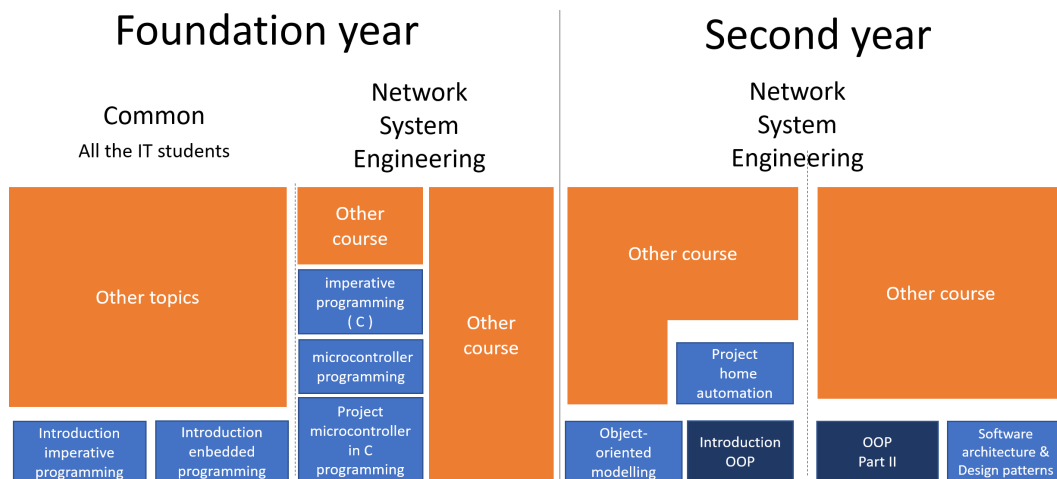 Foundation year
Second year
Common
All the IT students
Network
System
Engineering
Network
System
Engineering
Other topics
Introduction
imperative
programming
Introduction
enbedded
programming
Other
course
imperative
programming
( C )
microcontroller
programming
Project
microcontroller
in C
programming
Other
course
Other course
Project
home
automation
Object-
oriented
modelling
Introduction
OOP
Other course
OOP
Part II
Software
architecture &
Design patterns